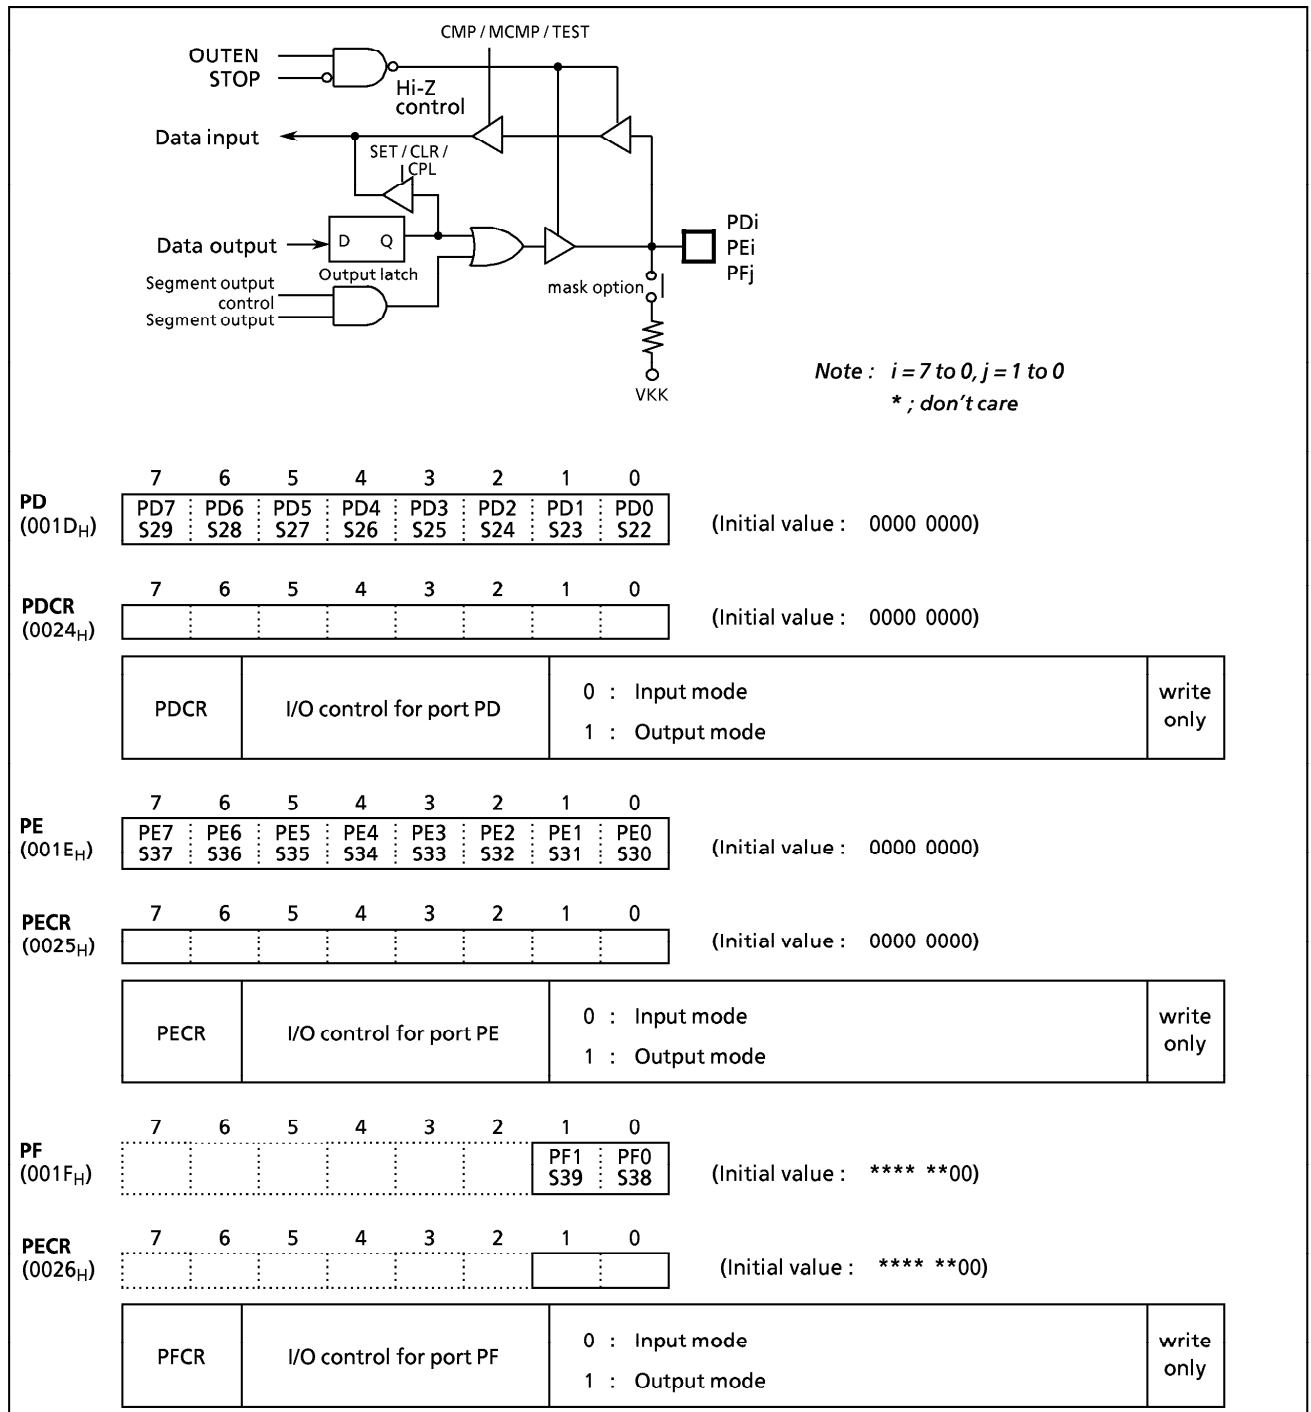 CMP / MCMP / TEST
OUTEN
STOP
Hi-Z
control
Data input
SET / CLR /
CPL
PDi
PEi
PFj
Data output
D Q
Output latch
Segment output
control
Segment output
mask option
VKK
Note : i = 7 to 0, j = 1 to 0
* ; don't care
7 6 5 4 3 2 1 0
PD
(001DH)
PD7 PD6 PD5 PD4 PD3 PD2 PD1 PD0
S29 S28 S27 S26 S25 S24 S23 S22
(Initial value : 0000 0000)
7 6 5 4 3 2 1 0
PDCR
(0024H)
(Initial value : 0000 0000)
PDCR
I/O control for port PD
0 : Input mode
1 : Output mode
write
only
7 6 5 4 3 2 1 0
PE
(001EH)
PE7 PE6 PE5 PE4 PE3 PE2 PE1 PE0
S37 S36 S35 S34 S33 S32 S31 S30
(Initial value : 0000 0000)
7 6 5 4 3 2 1 0
PECR
(0025H)
(Initial value : 0000 0000)
PECR
I/O control for port PE
0 : Input mode
1 : Output mode
write
only
7 6 5 4 3 2 1 0
PF
(001FH)
PF1 PF0
S39 S38
(Initial value : **** **00)
7 6 5 4 3 2 1 0
PECR
(0026H)
(Initial value : **** **00)
PFCR
I/O control for port PF
0 : Input mode
1 : Output mode
write
only